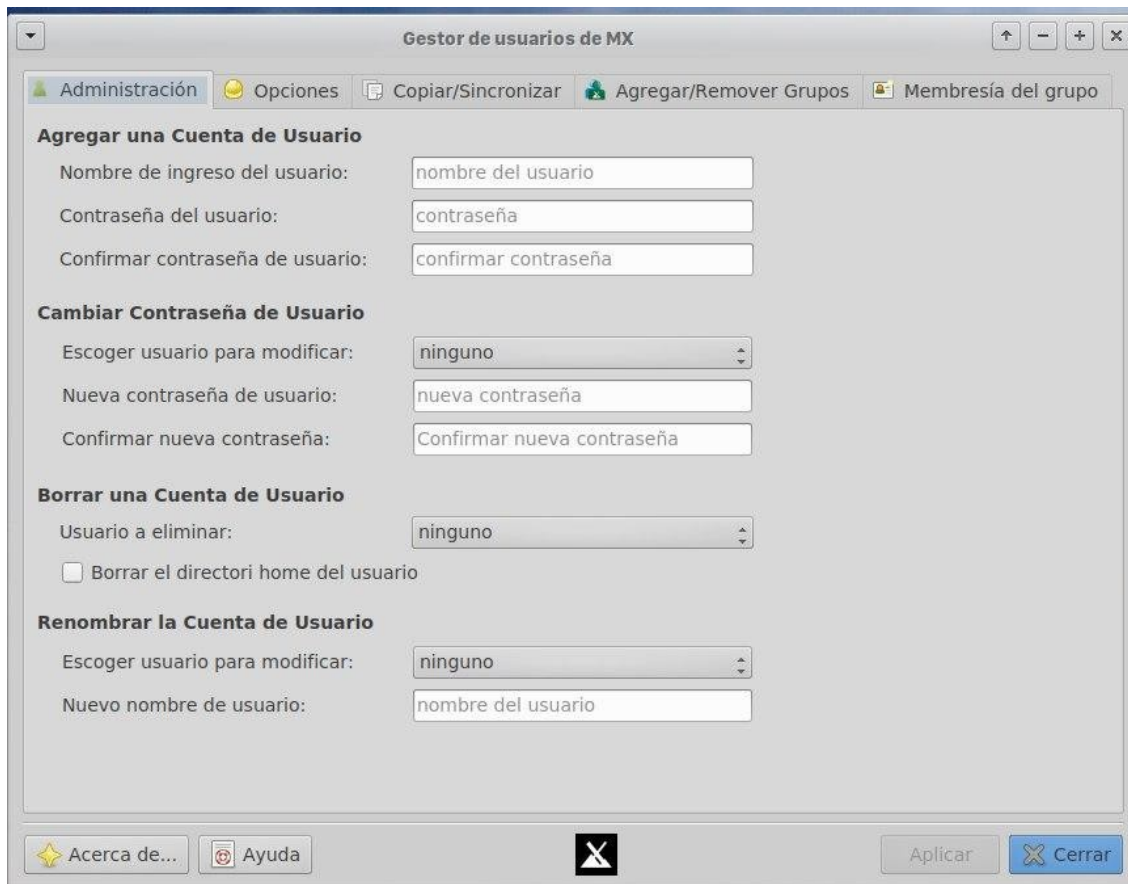 Gestor de usuarios de MX
Administración Opciones Copiar/Sincronizar Agregar/Remover Grupos Membresía del grupo
Agregar una Cuenta de Usuario
Nombre de ingreso del usuario: nombre del usuario
Contraseña del usuario: contraseña
Confirmar contraseña de usuario: confirmar contraseña
Cambiar Contraseña de Usuario
Escoger usuario para modificar: ninguno
Nueva contraseña de usuario: nueva contraseña
Confirmar nueva contraseña: Confirmar nueva contraseña
Borrar una Cuenta de Usuario
Usuario a eliminar: ninguno
Borrar el directori home del usuario
Renombrar la Cuenta de Usuario
Escoger usuario para modificar: ninguno
Nuevo nombre de usuario: nombre del usuario
Acerca de... Ayuda Aplicar Cerrar